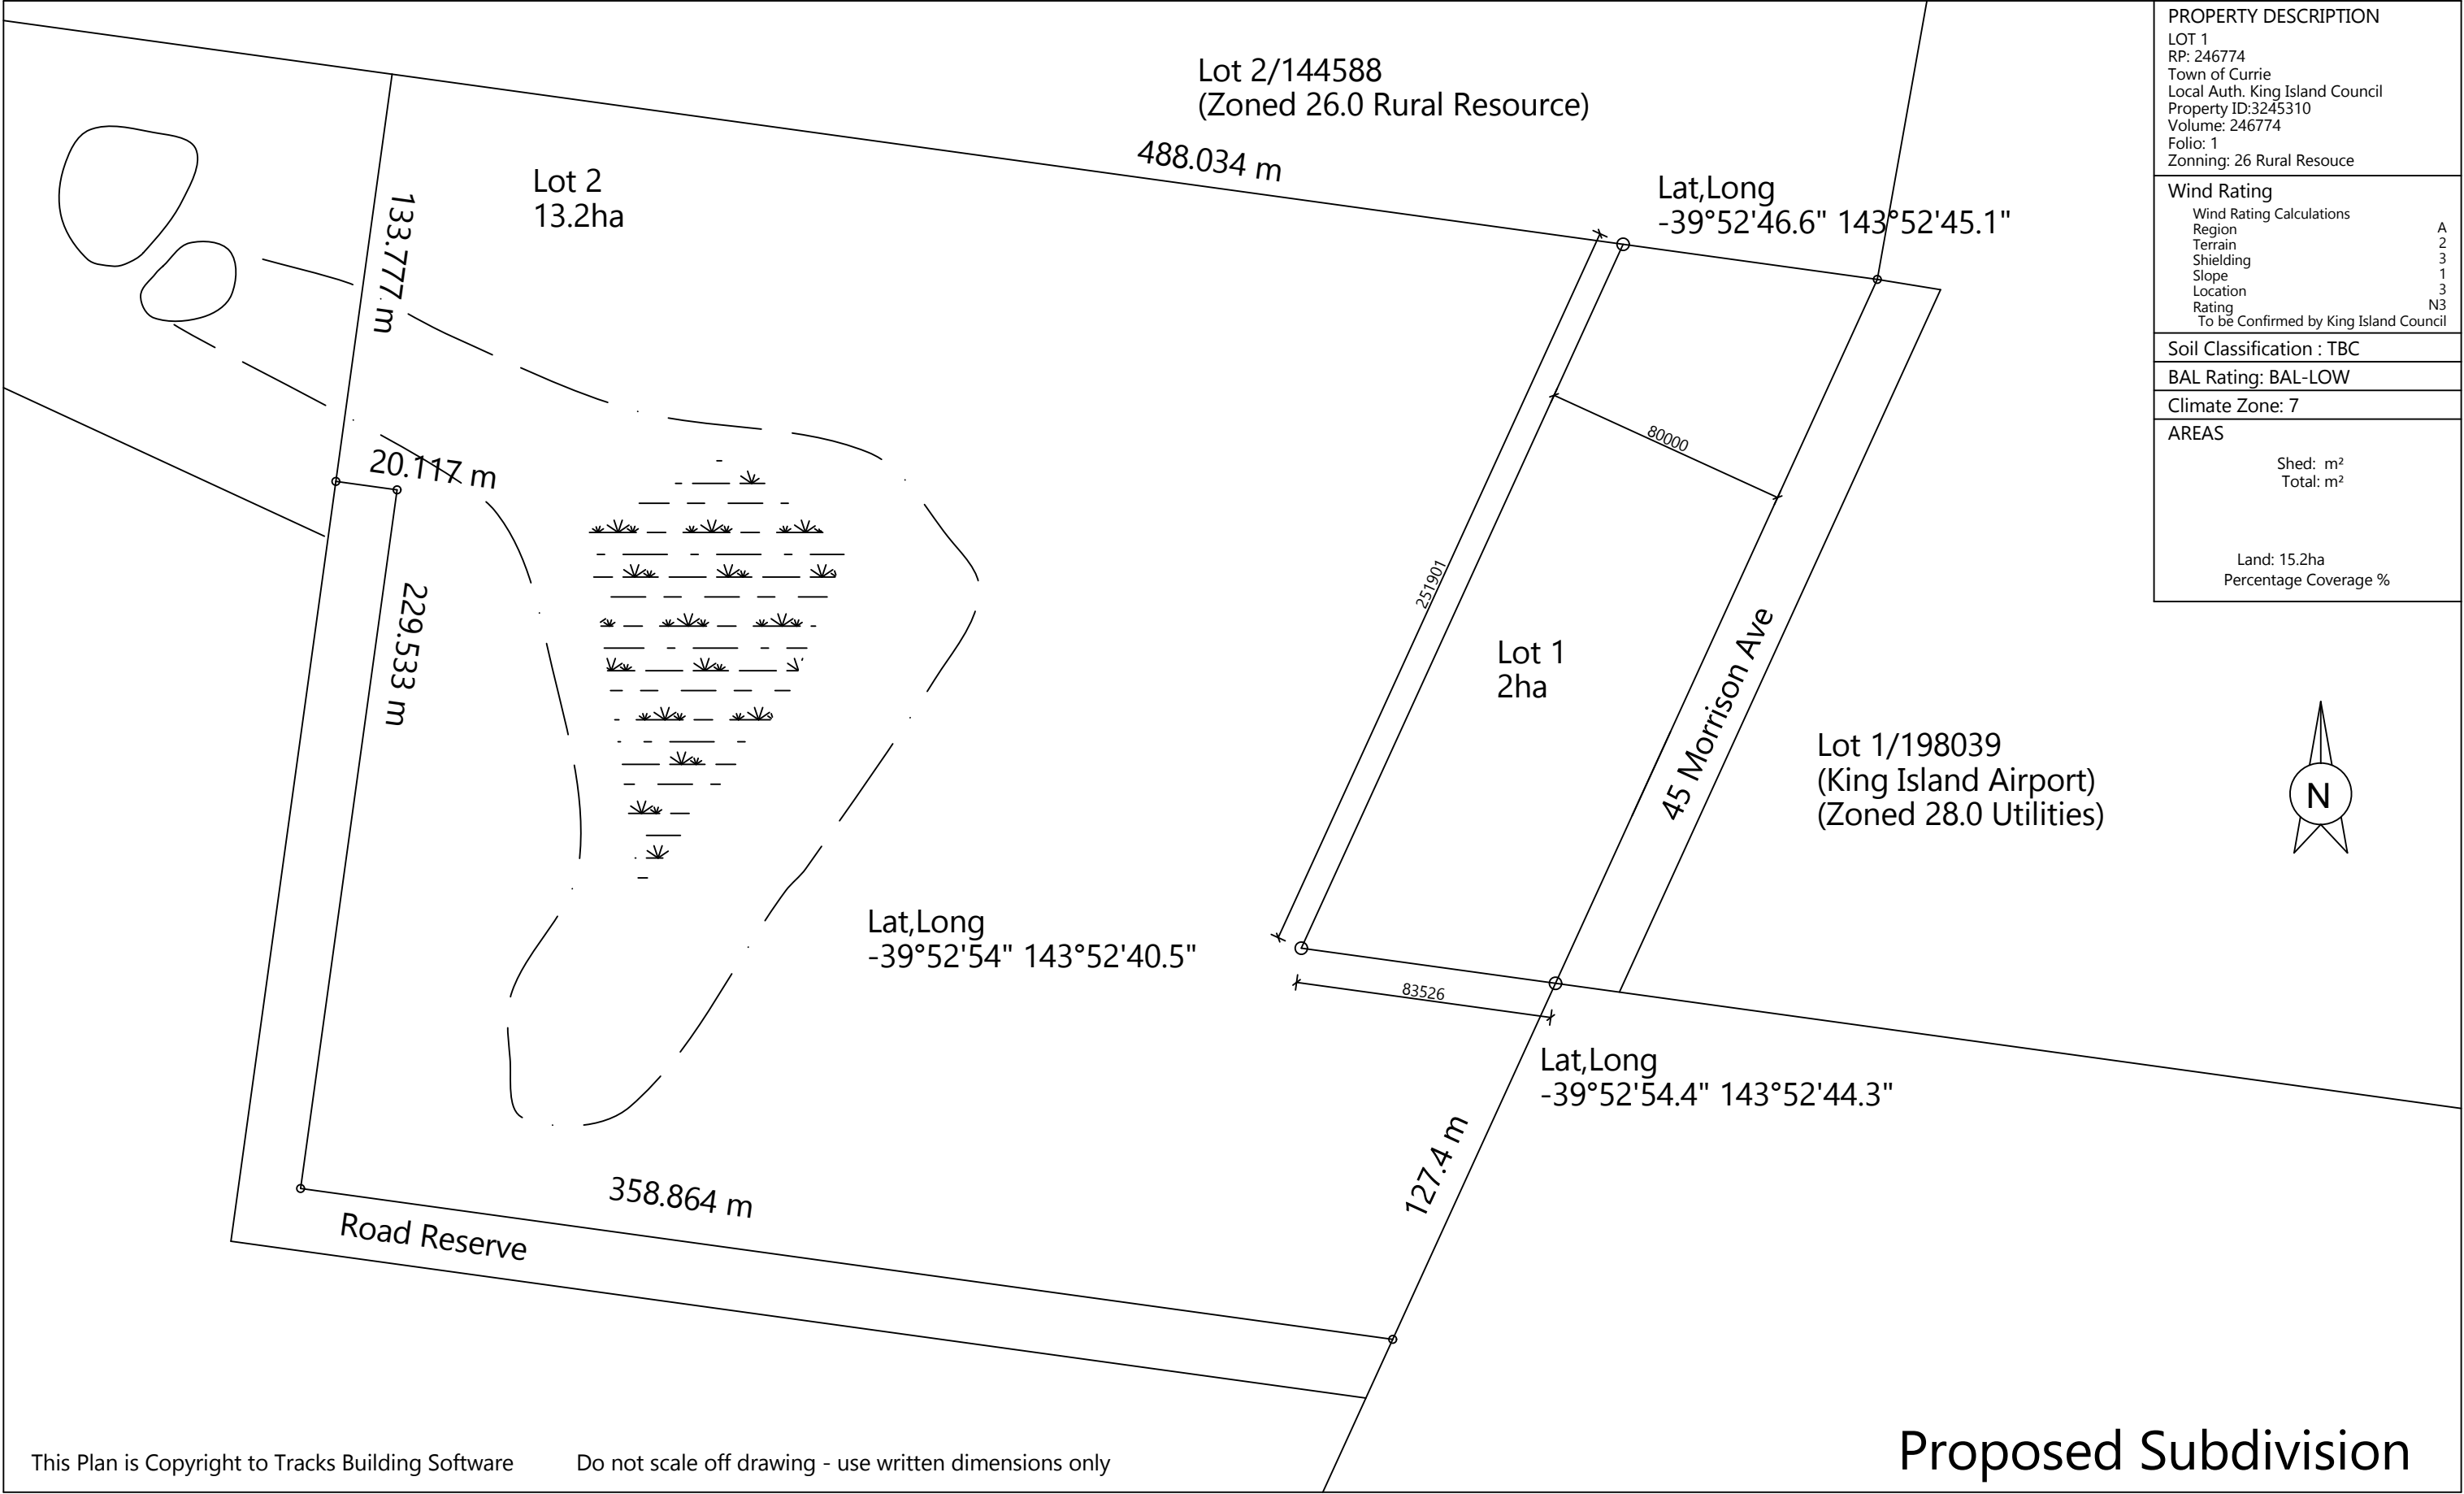 PROPERTY DESCRIPTION
LOT 1
RP: 246774
Town of Currie
Local Auth. King Island Council
Property ID:3245310
Volume: 246774
Folio: 1
Zonning: 26 Rural Resouce
Wind Rating
Wind Rating Calculations
Region A
Terrain 2
Shielding 3
Slope 1
Location 3
Rating N3
To be Confirmed by King Island Council
Soil Classification : TBC
BAL Rating: BAL-LOW
Climate Zone: 7
AREAS
Shed: m²
Total: m²
Land: 15.2ha
Percentage Coverage %
Lot 2/144588
(Zoned 26.0 Rural Resource)
488.034 m
Lot 2
13.2ha
133.777 m
Lat,Long
-39°52'46.6" 143°52'45.1"
80000
20.117 m
229.533 m
251901
Lot 1
2ha
45 Morrison Ave
Lot 1/198039
(King Island Airport)
(Zoned 28.0 Utilities)
N
Lat,Long
-39°52'54" 143°52'40.5"
83526
Lat,Long
-39°52'54.4" 143°52'44.3"
127.4 m
358.864 m
Road Reserve
This Plan is Copyright to Tracks Building Software
Do not scale off drawing - use written dimensions only
Proposed Subdivision